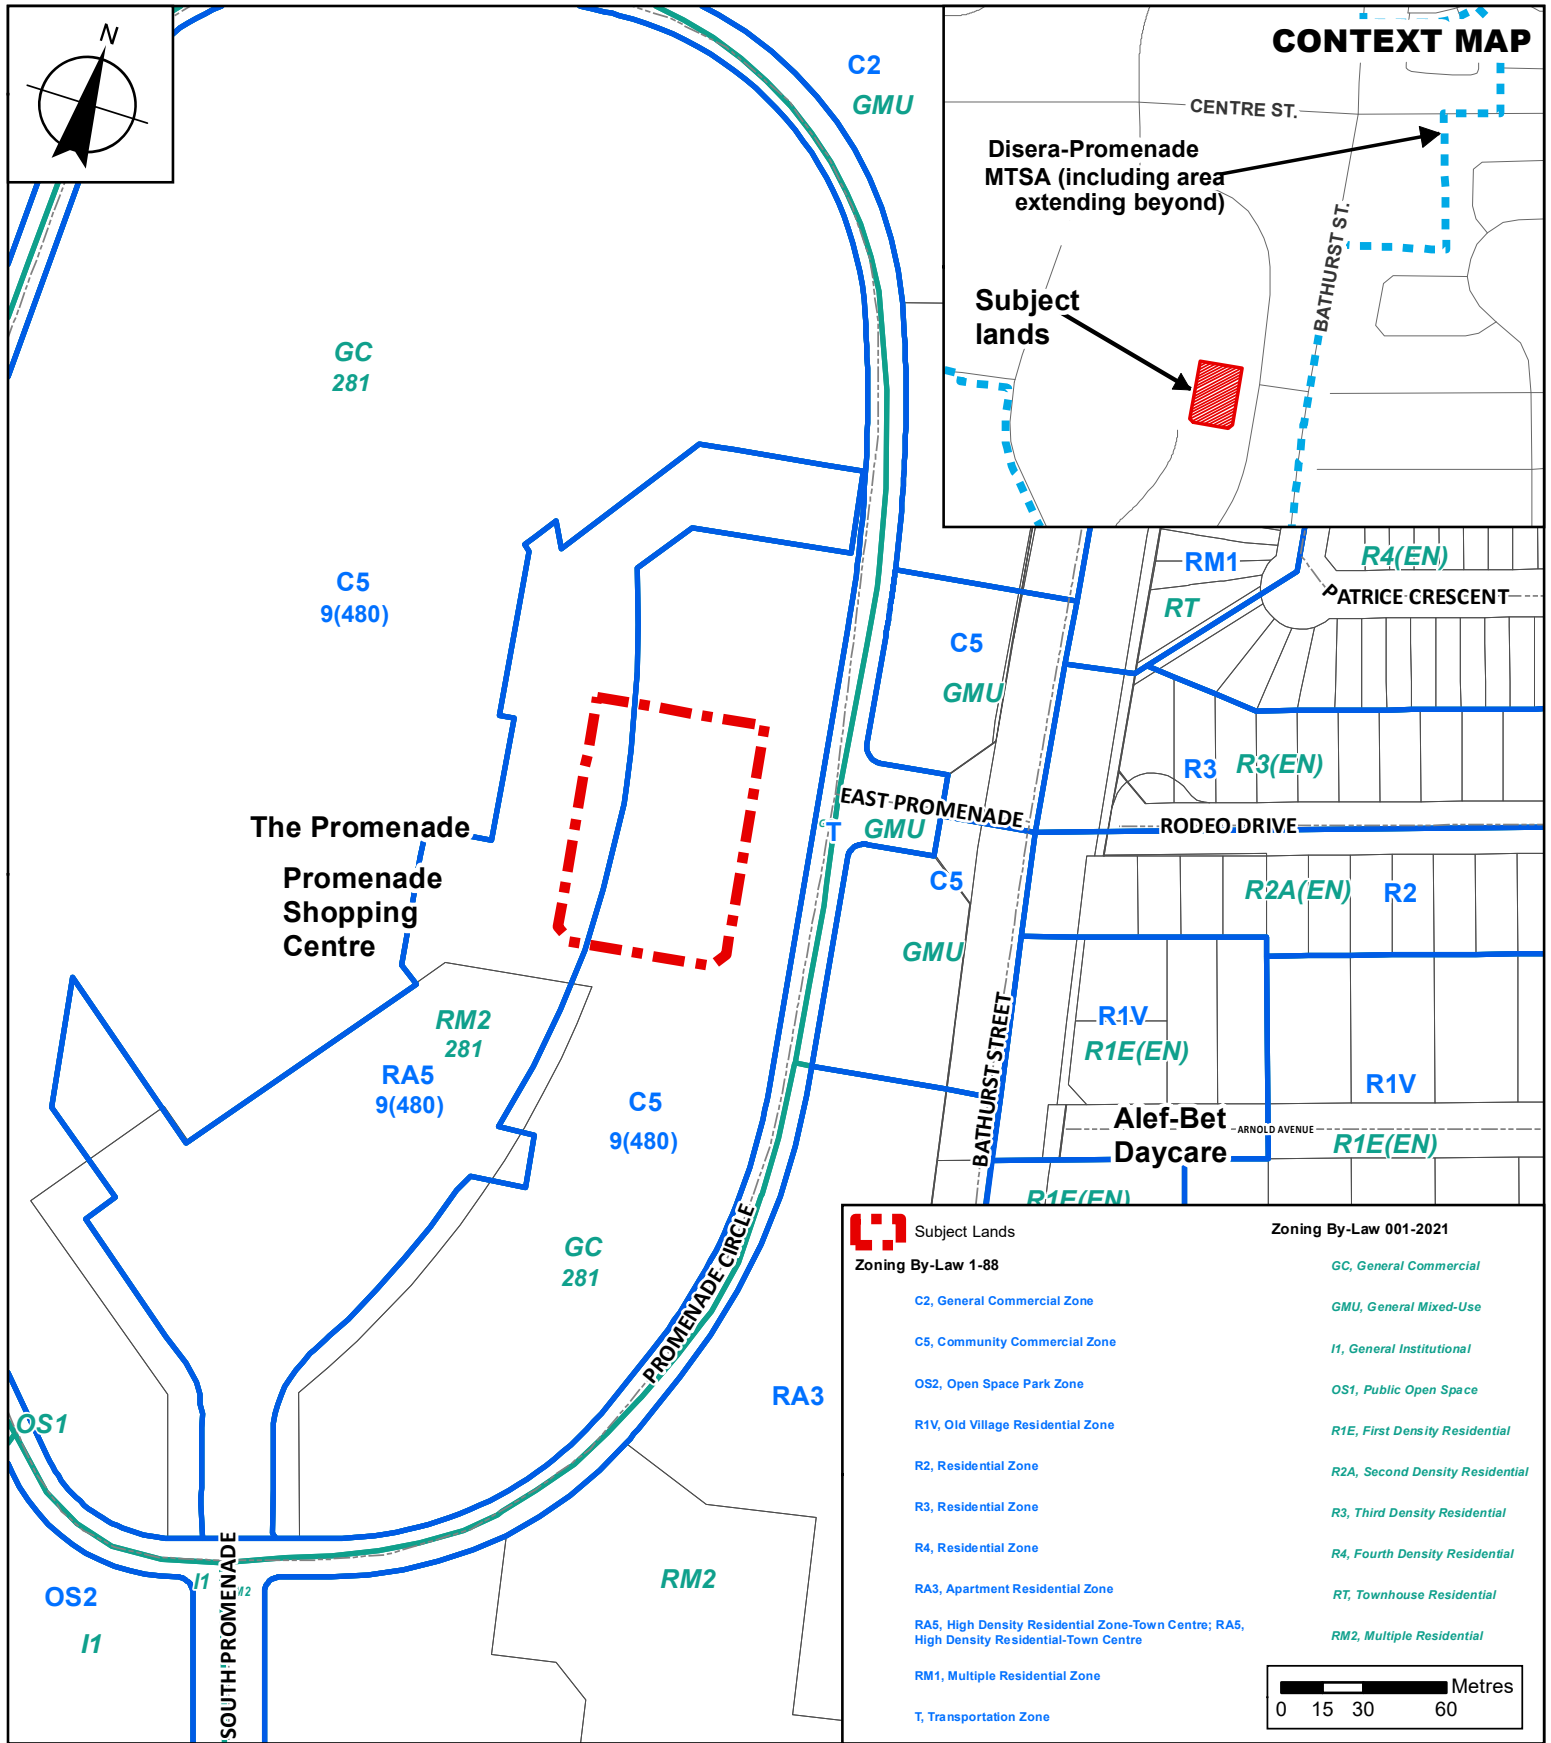 N
C2
GMU
CONTEXT MAP
CENTRE ST.
Disera-Promenade
MTSA (including area
extending beyond)
BATHURST ST.
Subject
lands
GC
281
C5
9(480)
RM1
R4(EN)
RT
PATRICE CRESCENT
C5
GMU
R3
R3(EN)
EAST PROMENADE
T
GMU
RODEO DRIVE
The Promenade
Promenade
Shopping
Centre
C5
GMU
R2A(EN)
R2
RM2
281
RA5
9(480)
C5
9(480)
BATHURST STREET
R1V
R1E(EN)
R1V
Alef-Bet
Daycare
ARNOLD AVENUE
R1E(EN)
R1E(EN)
GC
281
PROMENADE CIRCLE
RA3
OS1
RM2
OS2
I1
I1
M2
SOUTH PROMENADE
Subject Lands
Zoning By-Law 1-88
C2, General Commercial Zone
C5, Community Commercial Zone
OS2, Open Space Park Zone
R1V, Old Village Residential Zone
R2, Residential Zone
R3, Residential Zone
R4, Residential Zone
RA3, Apartment Residential Zone
RA5, High Density Residential Zone-Town Centre; RA5,
High Density Residential-Town Centre
RM1, Multiple Residential Zone
T, Transportation Zone
Zoning By-Law 001-2021
GC, General Commercial
GMU, General Mixed-Use
I1, General Institutional
OS1, Public Open Space
R1E, First Density Residential
R2A, Second Density Residential
R3, Third Density Residential
R4, Fourth Density Residential
RT, Townhouse Residential
RM2, Multiple Residential
Metres
0 15 30 60